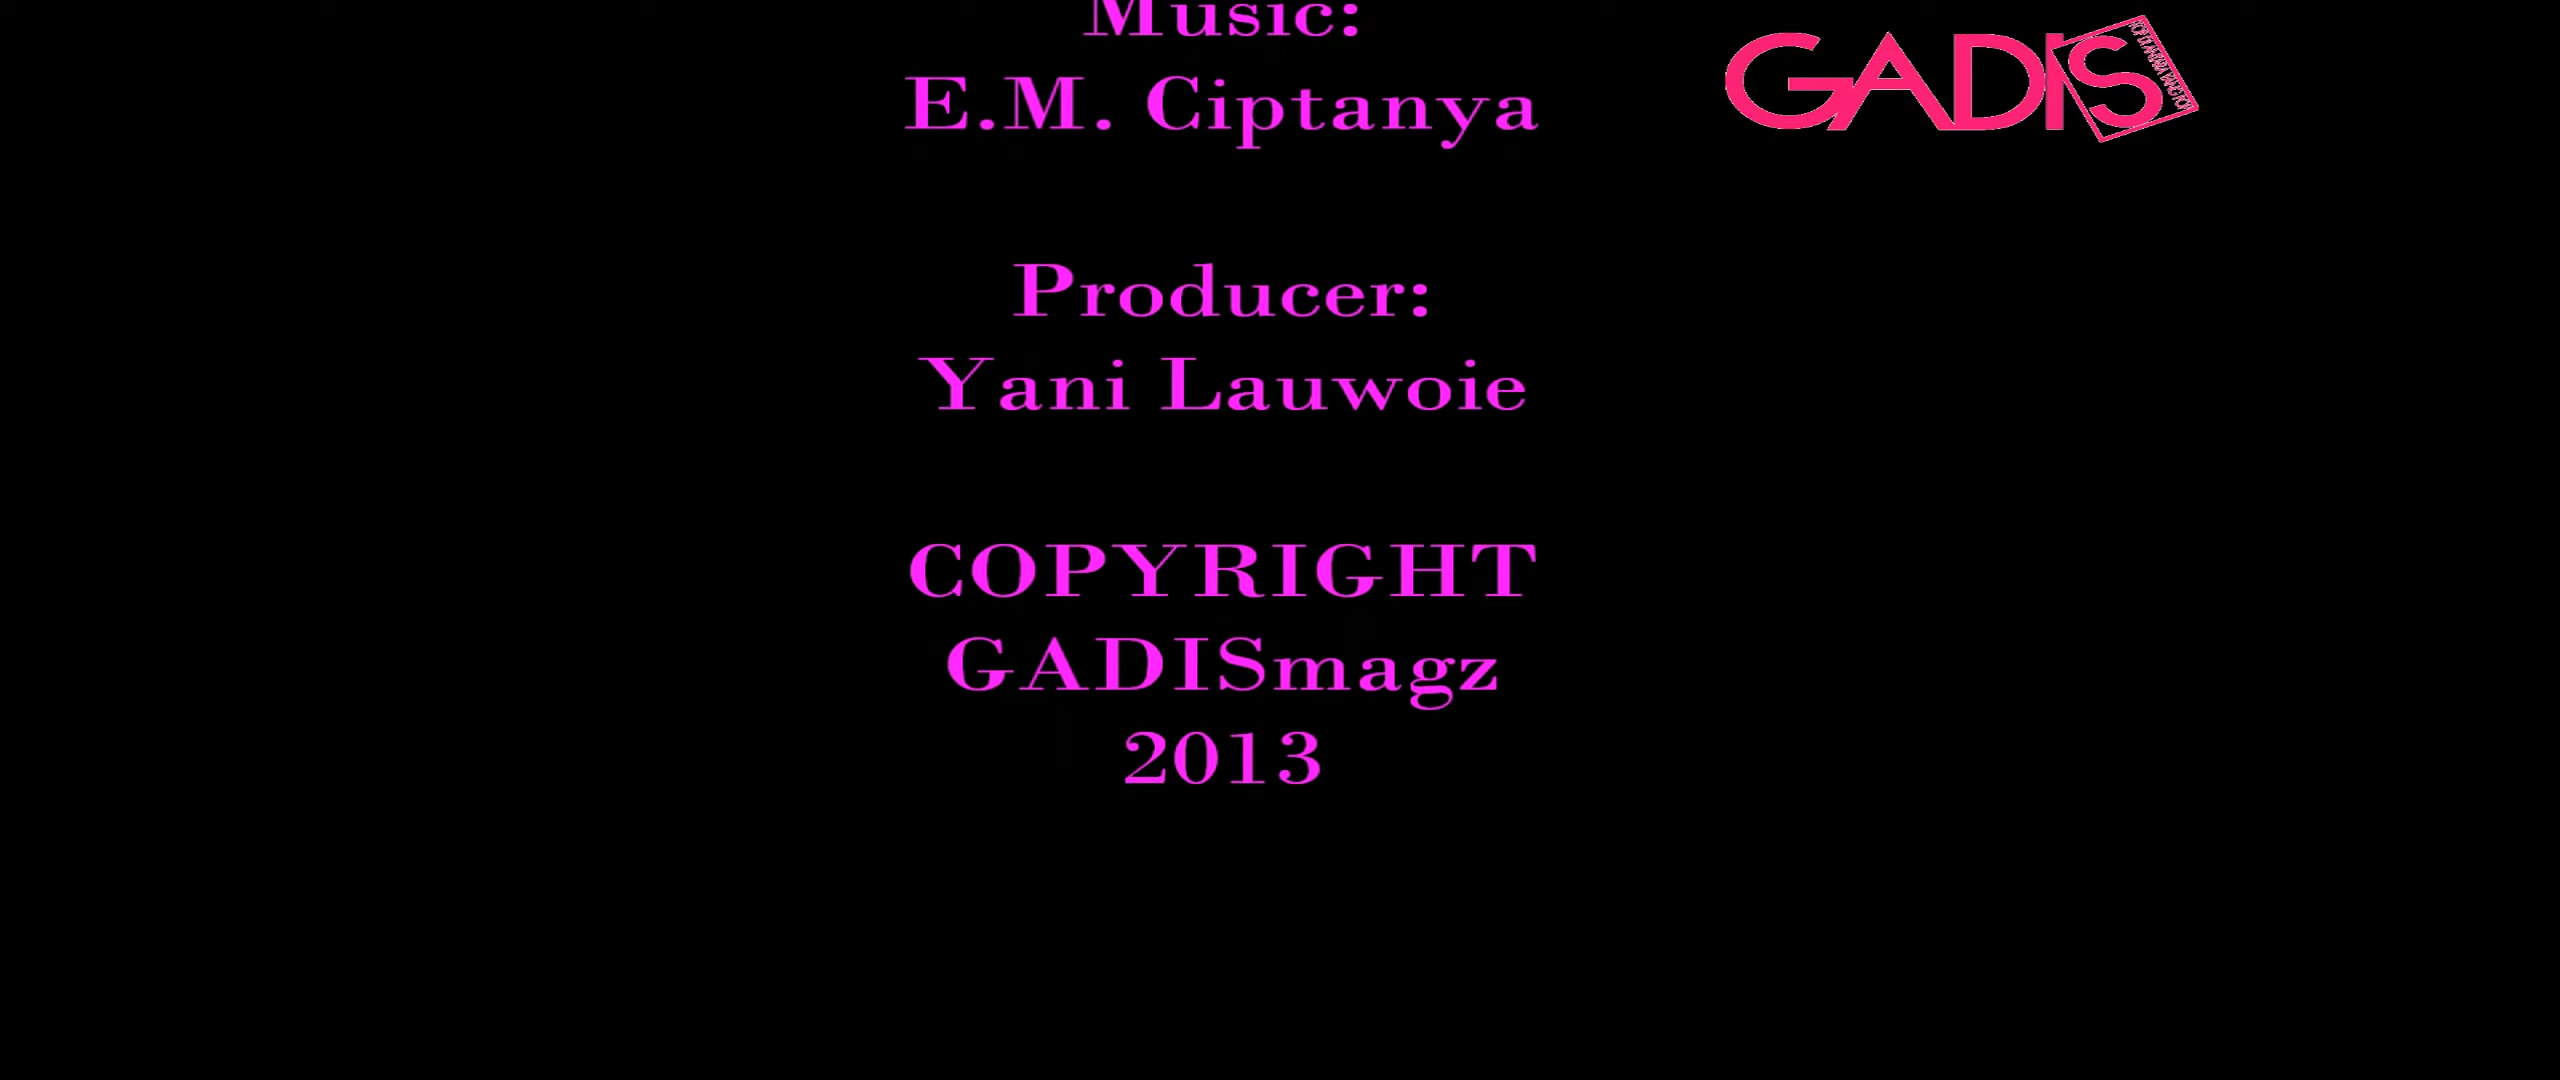 Music:
E.M. Ciptanya
Producer:
Yani Lauwoie
COPYRIGHT
GADISmagz
2013
GADIS